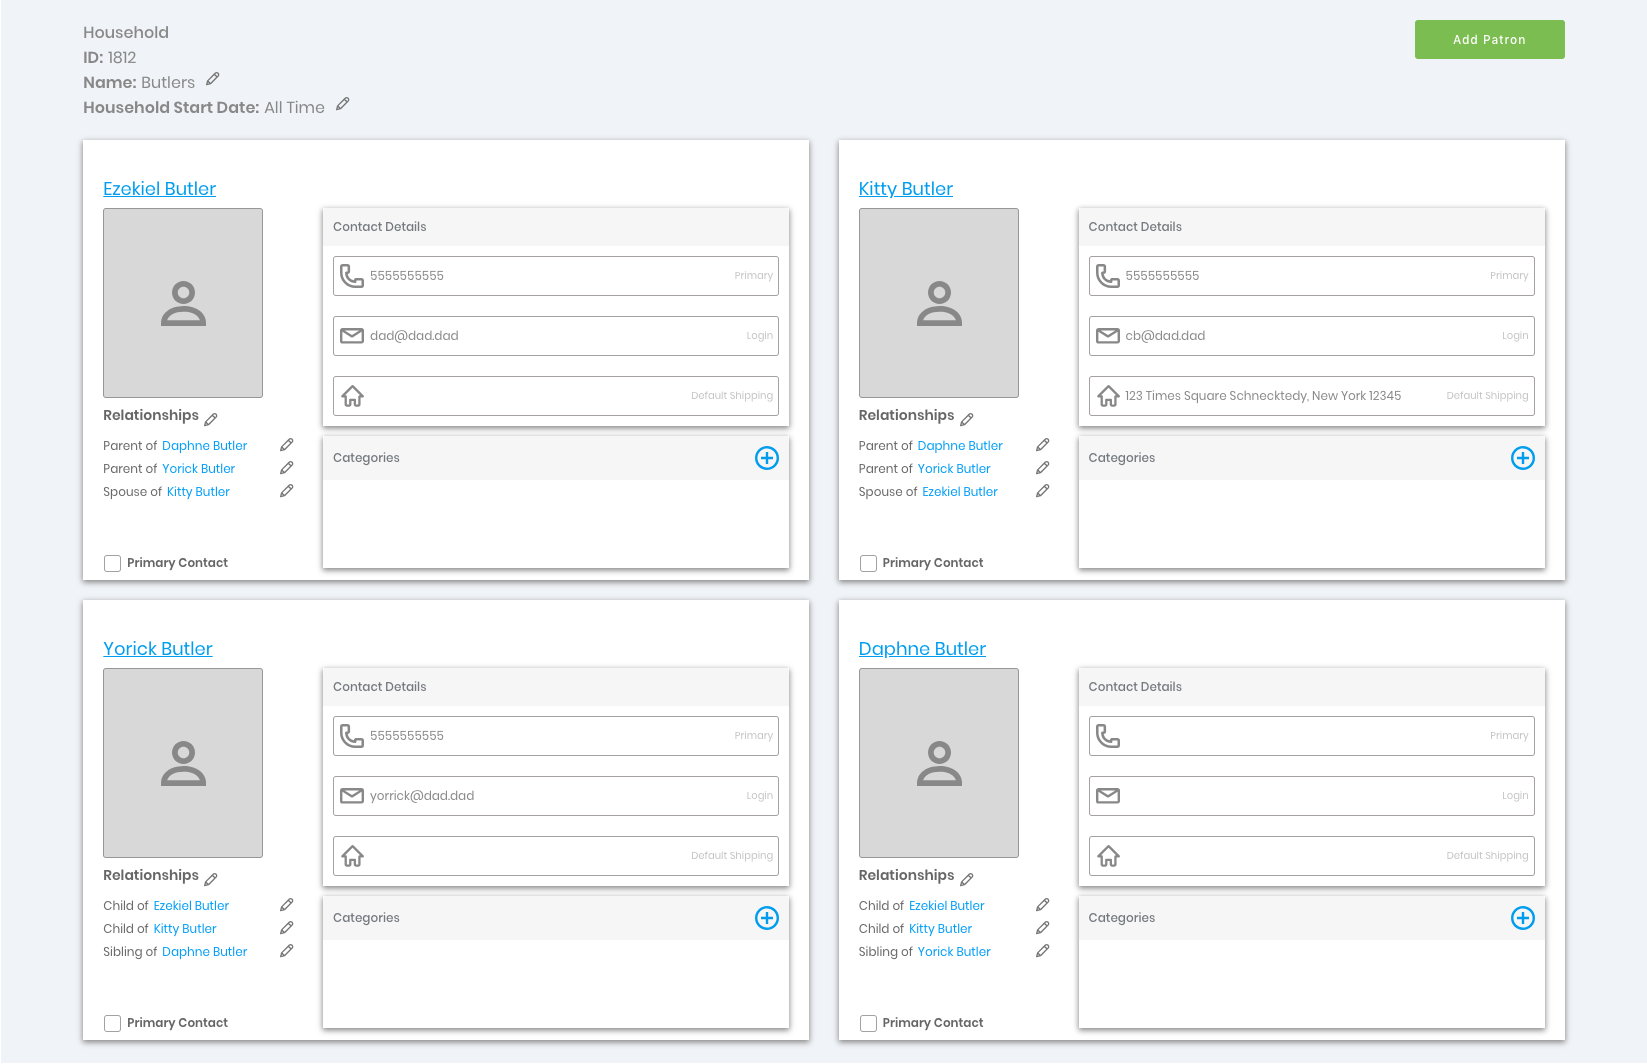 Household
ID: 1812
Name: Butlers
Household Start Date: All Time
Add Patron
Ezekiel Butler
Contact Details
5555555555 Primary
dad@dad.dad Login
Default Shipping
Relationships
Parent of Daphne Butler
Parent of Yorick Butler
Spouse of Kitty Butler
Categories
Primary Contact
Kitty Butler
Contact Details
5555555555 Primary
cb@dad.dad Login
123 Times Square Schnecktedy, New York 12345 Default Shipping
Relationships
Parent of Daphne Butler
Parent of Yorick Butler
Spouse of Ezekiel Butler
Categories
Primary Contact
Yorick Butler
Contact Details
5555555555 Primary
yorrick@dad.dad Login
Default Shipping
Relationships
Child of Ezekiel Butler
Child of Kitty Butler
Sibling of Daphne Butler
Categories
Primary Contact
Daphne Butler
Contact Details
Primary
Login
Default Shipping
Relationships
Child of Ezekiel Butler
Child of Kitty Butler
Sibling of Yorick Butler
Categories
Primary Contact